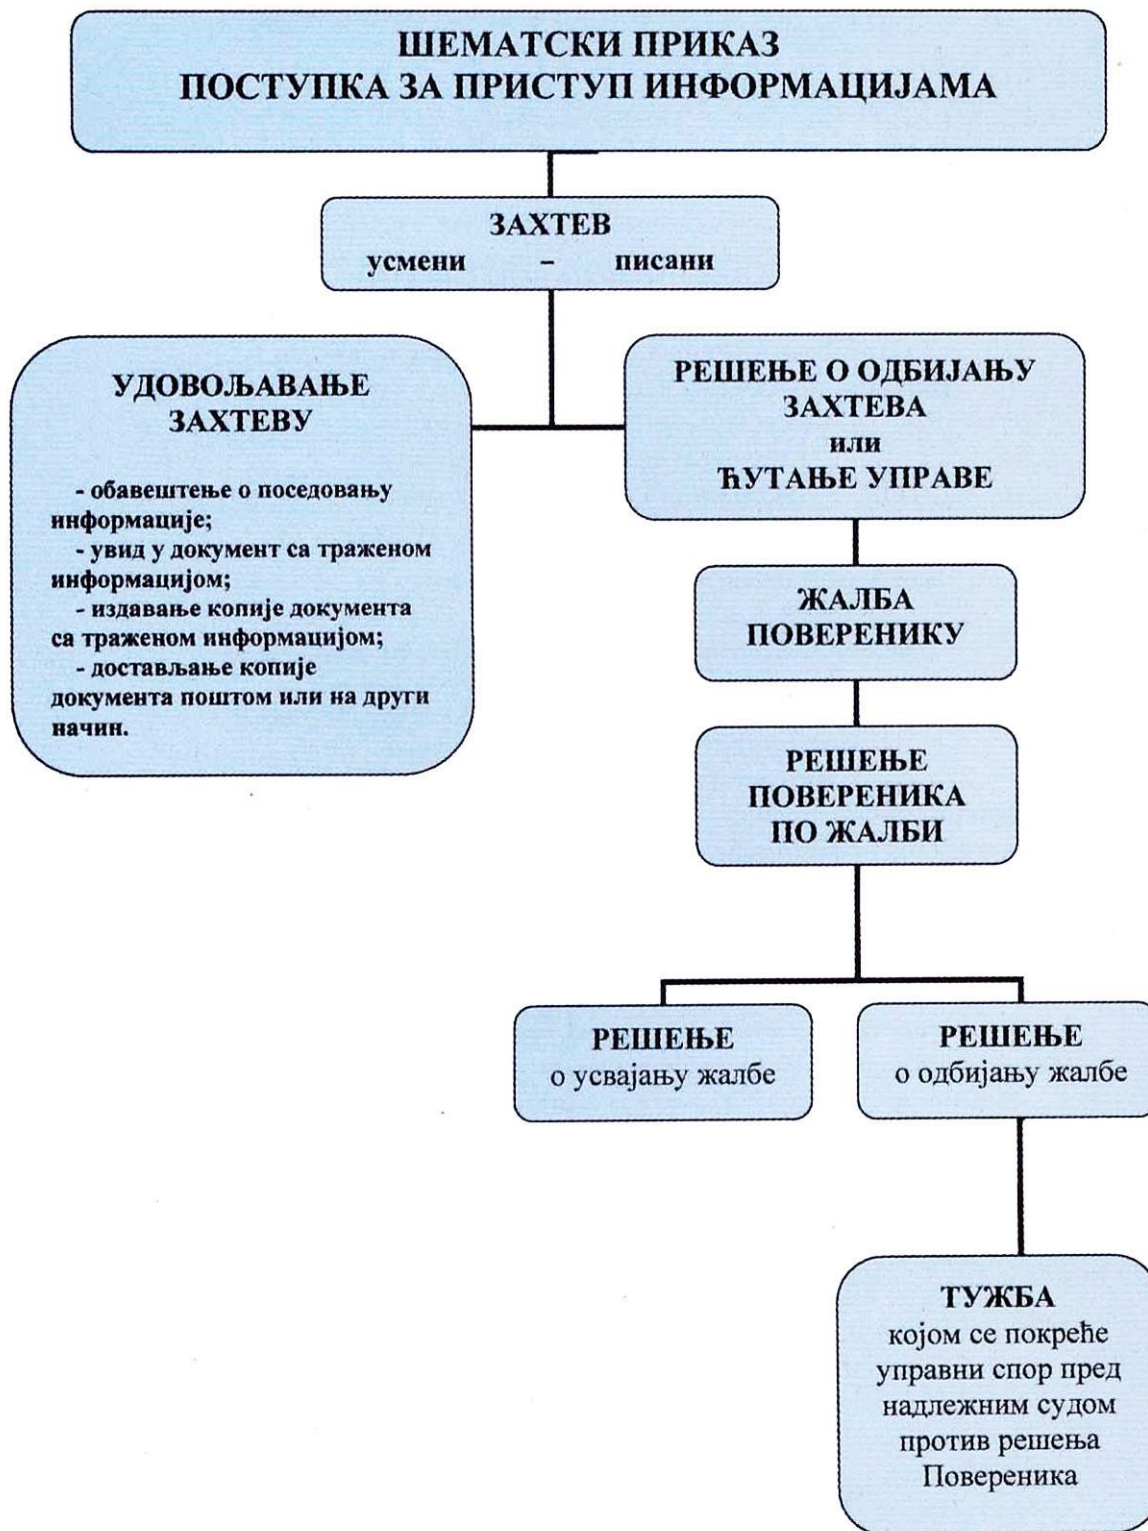 ШЕМАТСКИ ПРИКАЗ
ПОСТУПКА ЗА ПРИСТУП ИНФОРМАЦИЈАМА
ЗАХТЕВ
усмени – писани
УДОВОЉАВАЊЕ
ЗАХТЕВУ
- обавештење о поседовању
информације;
- увид у документ са траженом
информацијом;
- издавање копије документа
са траженом информацијом;
- достављање копије
документа поштом или на други
начин.
РЕШЕЊЕ О ОДБИЈАЊУ
ЗАХТЕВА
или
ЋУТАЊЕ УПРАВЕ
ЖАЛБА
ПОВЕРЕНИКУ
РЕШЕЊЕ
ПОВЕРЕНИКА
ПО ЖАЛБИ
РЕШЕЊЕ
о усвајању жалбе
РЕШЕЊЕ
о одбијању жалбе
ТУЖБА
којом се покреће
управни спор пред
надлежним судом
против решења
Повереника